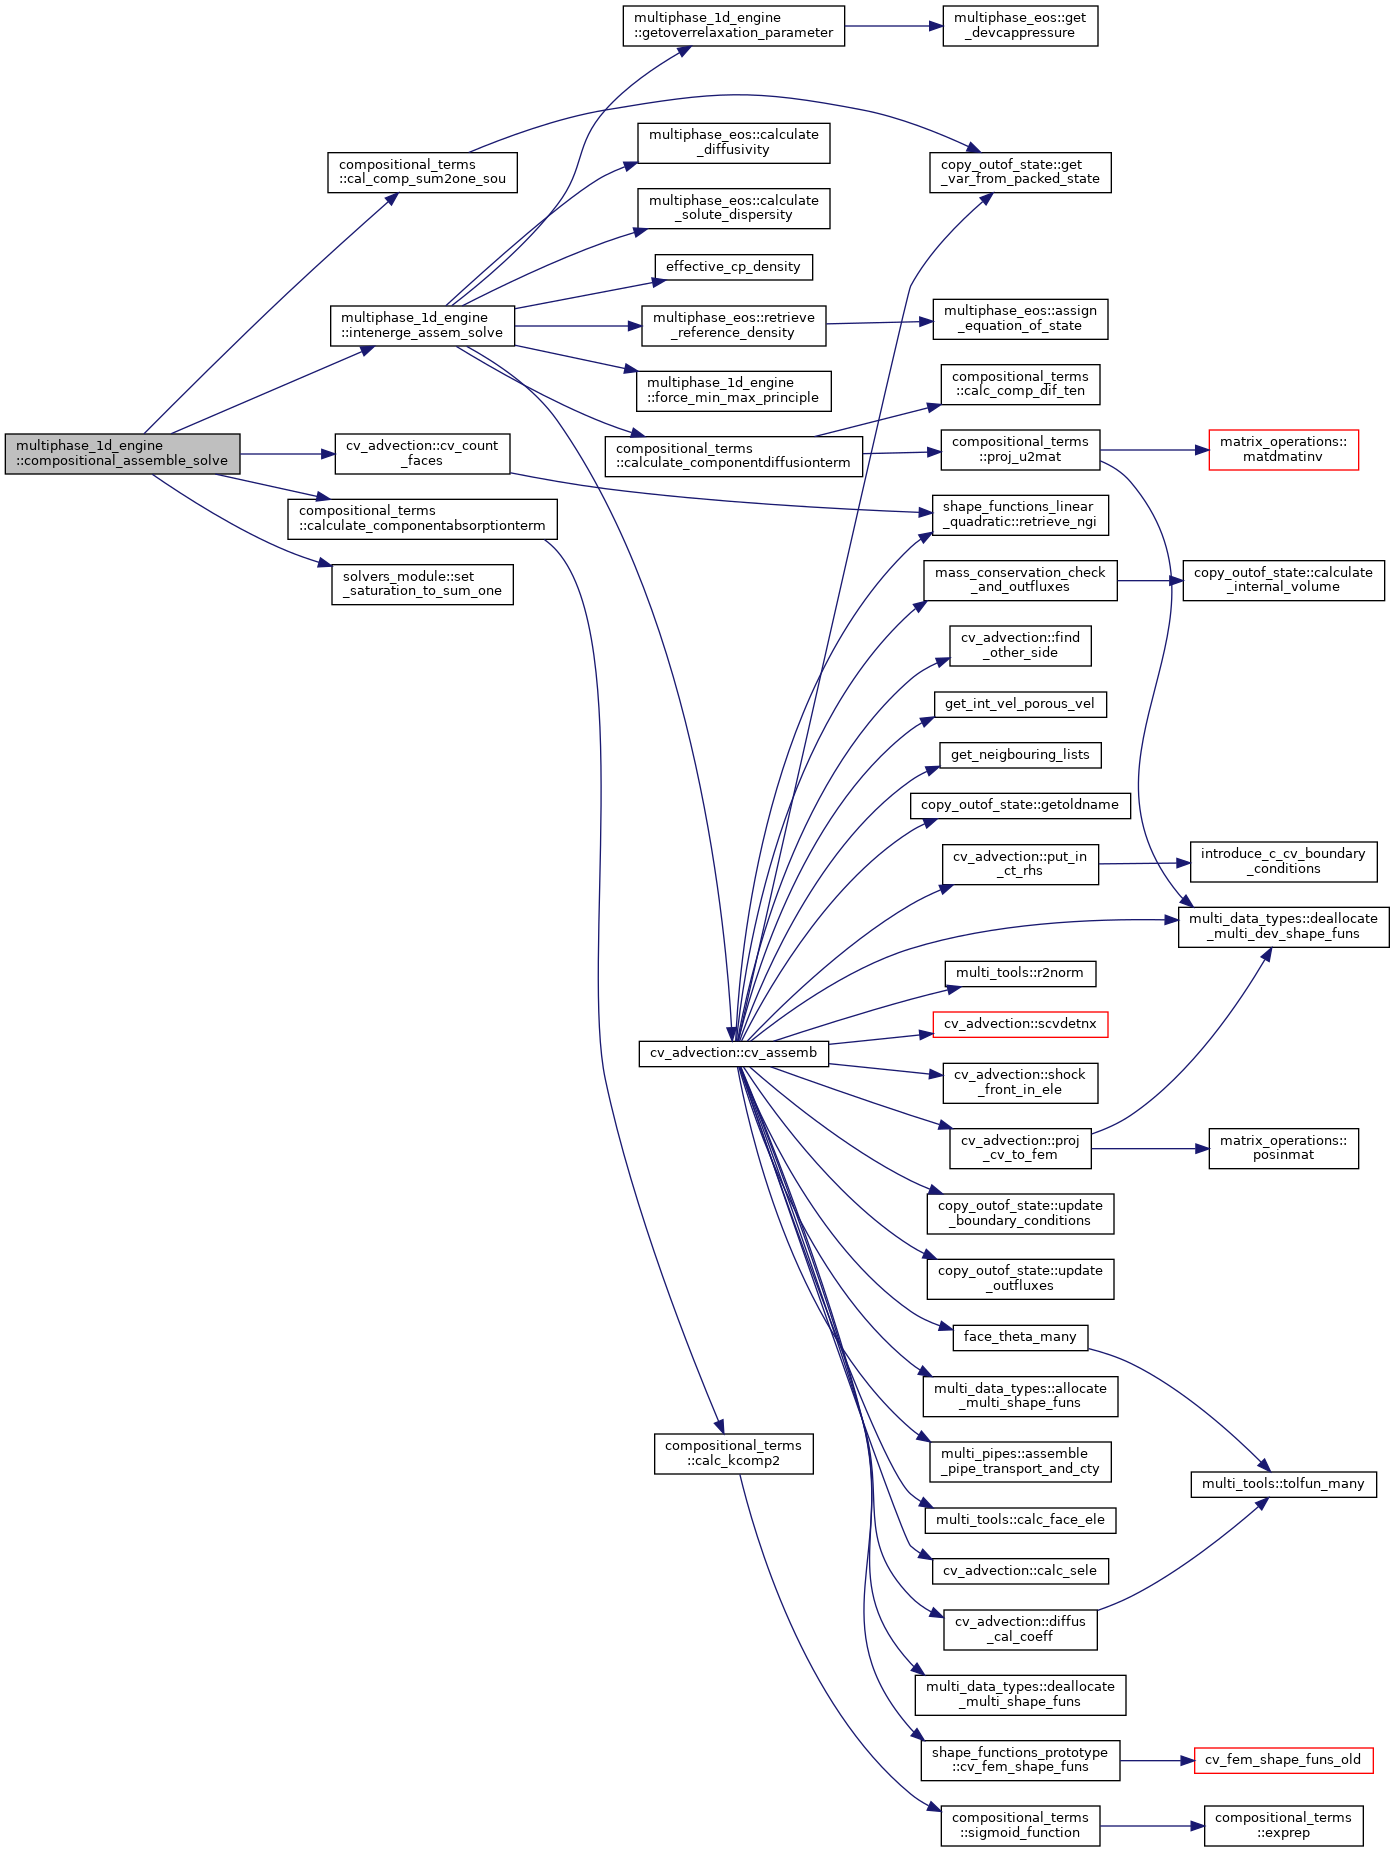 multiphase_1d_engine
::compositional_assemble_solve
compositional_terms
::cal_comp_sum2one_sou
multiphase_1d_engine
::intenerge_assem_solve
cv_advection::cv_count
_faces
compositional_terms
::calculate_componentabsorptionterm
solvers_module::set
_saturation_to_sum_one
multiphase_1d_engine
::getoverrelaxation_parameter
multiphase_eos::calculate
_diffusivity
multiphase_eos::calculate
_solute_dispersity
effective_cp_density
multiphase_eos::retrieve
_reference_density
multiphase_1d_engine
::force_min_max_principle
compositional_terms
::calculate_componentdiffusionterm
cv_advection::cv_assemb
compositional_terms
::calc_kcomp2
multiphase_eos::get
_devcappressure
copy_outof_state::get
_var_from_packed_state
multiphase_eos::assign
_equation_of_state
compositional_terms
::calc_comp_dif_ten
compositional_terms
::proj_u2mat
shape_functions_linear
_quadratic::retrieve_ngi
mass_conservation_check
_and_outfluxes
cv_advection::find
_other_side
get_int_vel_porous_vel
get_neigbouring_lists
copy_outof_state::getoldname
cv_advection::put_in
_ct_rhs
multi_tools::r2norm
cv_advection::scvdetnx
cv_advection::shock
_front_in_ele
cv_advection::proj
_cv_to_fem
copy_outof_state::update
_boundary_conditions
copy_outof_state::update
_outfluxes
face_theta_many
multi_data_types::allocate
_multi_shape_funs
multi_pipes::assemble
_pipe_transport_and_cty
multi_tools::calc_face_ele
cv_advection::calc_sele
cv_advection::diffus
_cal_coeff
multi_data_types::deallocate
_multi_shape_funs
shape_functions_prototype
::cv_fem_shape_funs
compositional_terms
::sigmoid_function
matrix_operations::
matdmatinv
copy_outof_state::calculate
_internal_volume
introduce_c_cv_boundary
_conditions
multi_data_types::deallocate
_multi_dev_shape_funs
matrix_operations::
posinmat
multi_tools::tolfun_many
cv_fem_shape_funs_old
compositional_terms
::exprep